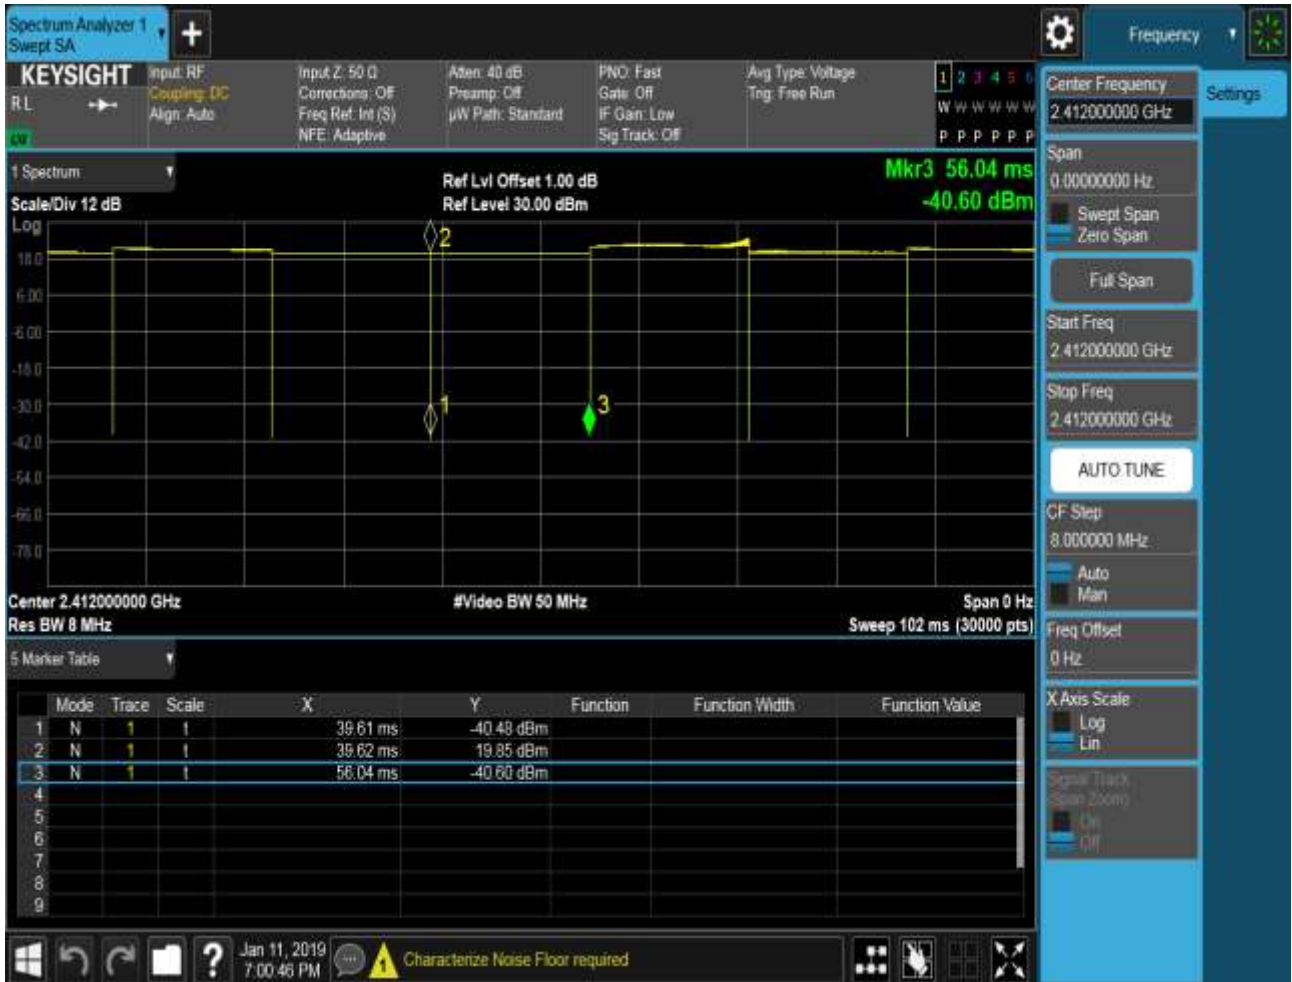 Spectrum Analyzer 1
Swept SA
+
Frequency
KEYSIGHT
RL
Input: RF
Coupling: DC
Align: Auto
Input Z: 50 Ω
Corrections: Off
Freq Ref: Int (S)
NFE: Adaptive
Atten: 40 dB
Preamp: Off
µW Path: Standard
PNO: Fast
Gate: Off
IF Gain: Low
Sig Track: Off
Avg Type: Voltage
Trig: Free Run
1 2 3 4 5 6
W W W W W W
P P P P P P
1 Spectrum
Scale/Div 12 dB
Log
Ref Lvl Offset 1.00 dB
Ref Level 30.00 dBm
Mkr3 56.04 ms
-40.60 dBm
18.0
6.00
-6.00
-18.0
-30.0
-42.0
-54.0
-66.0
-78.0
2
1
3
Center 2.412000000 GHz
#Video BW 50 MHz
Span 0 Hz
Res BW 8 MHz
Sweep 102 ms (30000 pts)
5 Marker Table
Mode Trace Scale X Y Function Function Width Function Value
1 N 1 t 39.61 ms -40.48 dBm
2 N 1 t 39.62 ms 19.85 dBm
3 N 1 t 56.04 ms -40.60 dBm
4
5
6
7
8
9
?
Jan 11, 2019
7:00:46 PM
1
Characterize Noise Floor required
Settings
Center Frequency
2.412000000 GHz
Span
0.00000000 Hz
Swept Span
Zero Span
Full Span
Start Freq
2.412000000 GHz
Stop Freq
2.412000000 GHz
AUTO TUNE
CF Step
8.000000 MHz
Auto
Man
Freq Offset
0 Hz
X Axis Scale
Log
Lin
Signal Track
(Span Zoom)
On
Off